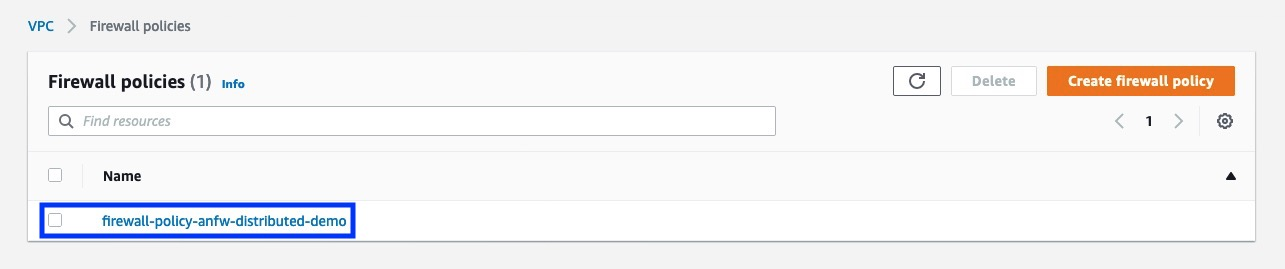 VPC > Firewall policies
Firewall policies (1) Info
Delete
Create firewall policy
Find resources
1
Name
firewall-policy-anfw-distributed-demo